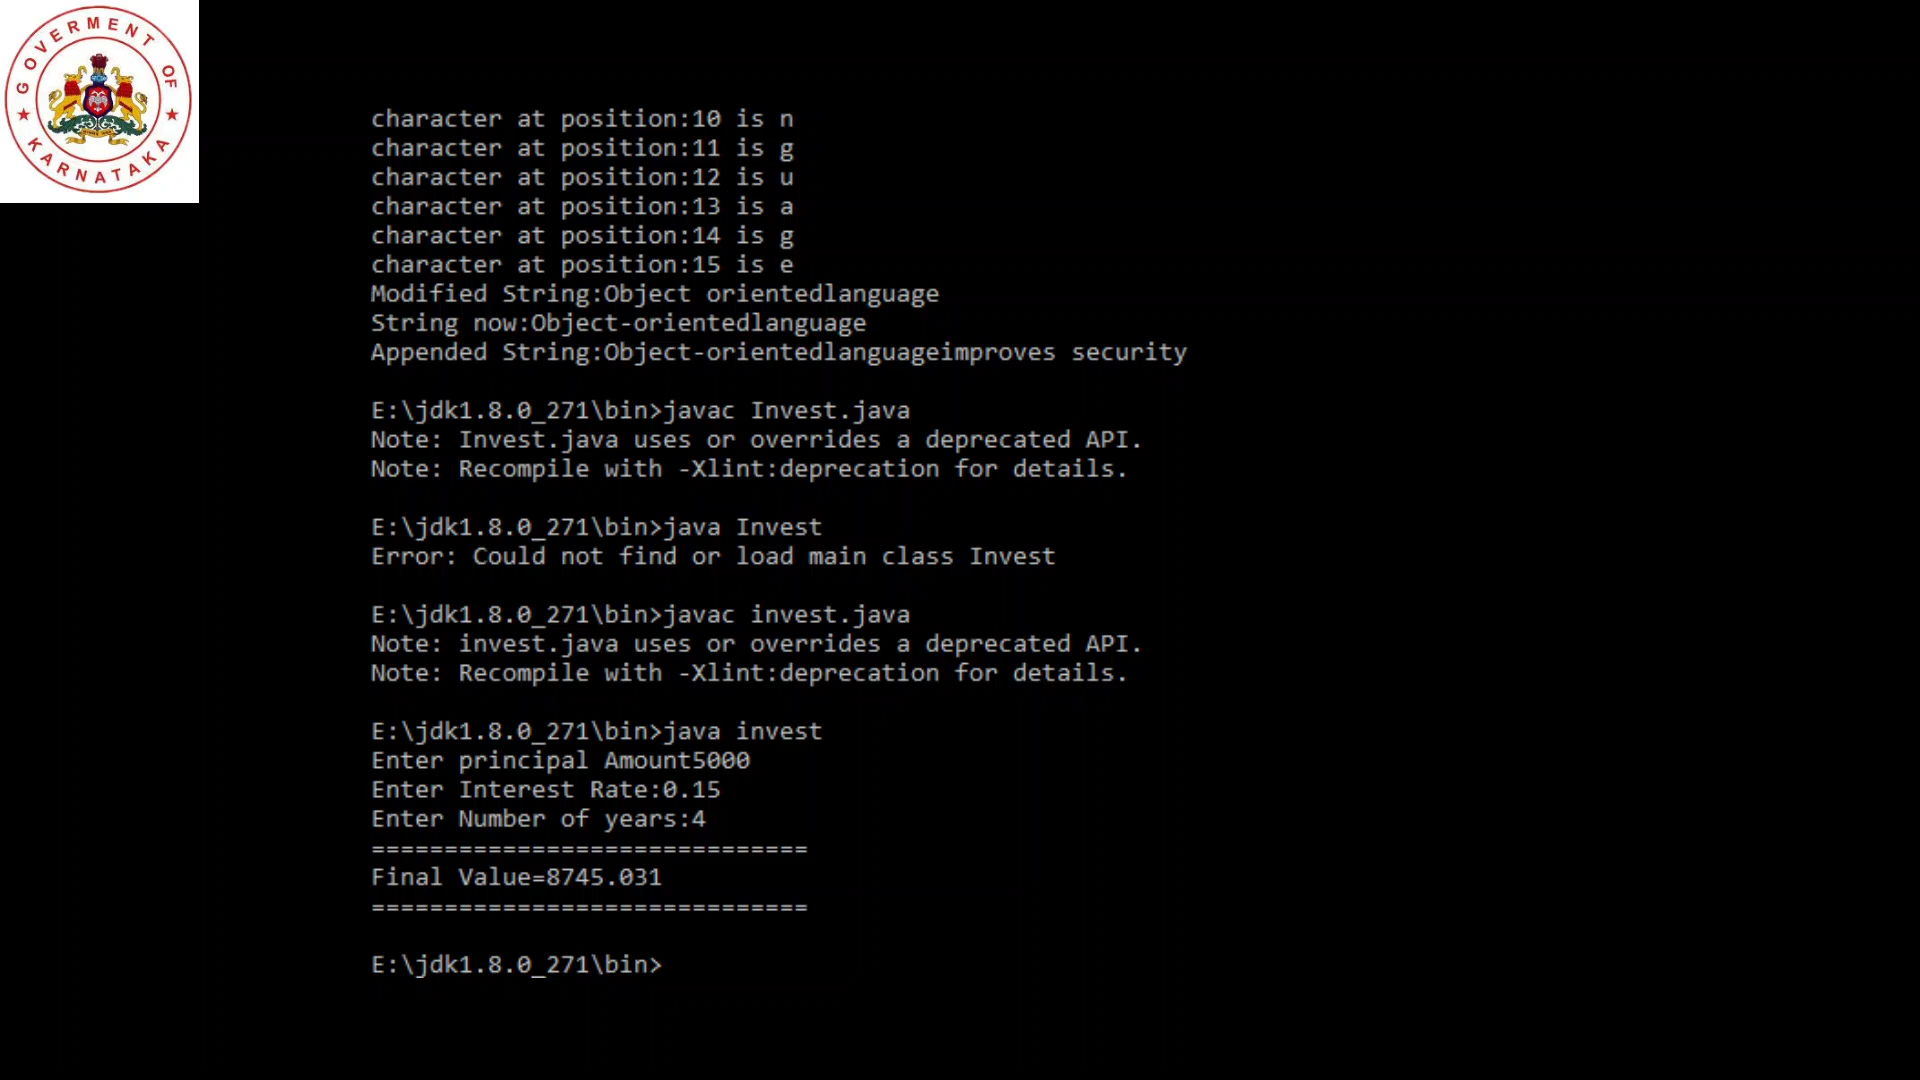 GOVERMENT OF
KARNATAKA
character at position:10 is n
character at position:11 is g
character at position:12 is u
character at position:13 is a
character at position:14 is g
character at position:15 is e
Modified String:Object orientedlanguage
String now:Object-orientedlanguage
Appended String:Object-orientedlanguageimproves security
E:\jdk1.8.0_271\bin>javac Invest.java
Note: Invest.java uses or overrides a deprecated API.
Note: Recompile with -Xlint:deprecation for details.
E:\jdk1.8.0_271\bin>java Invest
Error: Could not find or load main class Invest
E:\jdk1.8.0_271\bin>javac invest.java
Note: invest.java uses or overrides a deprecated API.
Note: Recompile with -Xlint:deprecation for details.
E:\jdk1.8.0_271\bin>java invest
Enter principal Amount5000
Enter Interest Rate:0.15
Enter Number of years:4
==============================
Final Value=8745.031
==============================
E:\jdk1.8.0_271\bin>